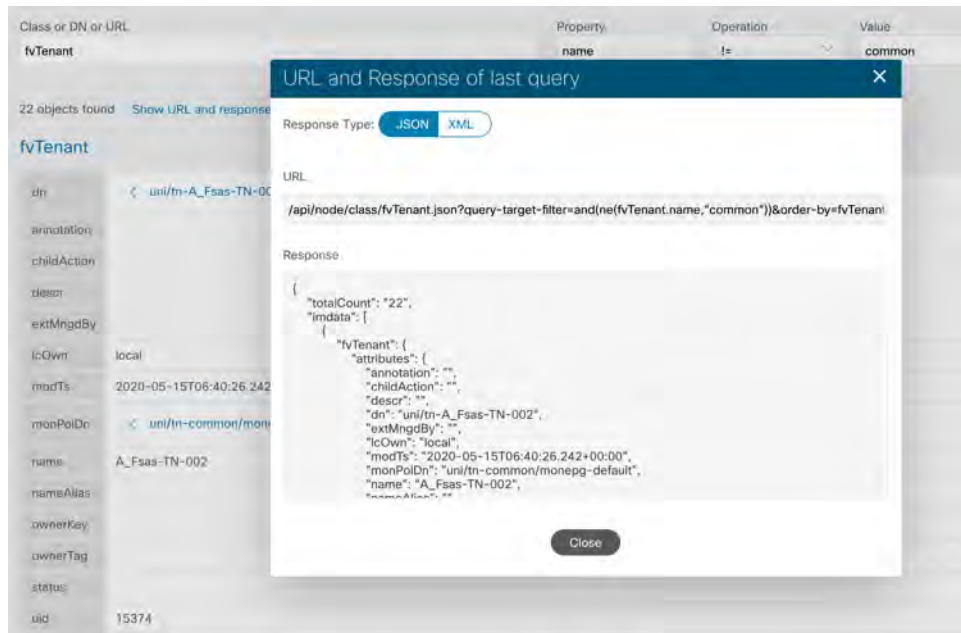 Class or DN or URL Property Operation Value
fvTenant name != common
URL and Response of last query
22 objects found Show URL and response
Response Type: JSON XML
fvTenant
URL
dn uni/tn-A_Fsas-TN-00
/api/node/class/fvTenant.json?query-target-filter=and(ne(fvTenant.name,"common"))&order-by=fvTenant
annotation
childAction
Response
descr
{
"totalCount": "22",
"imdata": [
extMngdBy
{
"fvTenant": {
lcOwn local
"attributes": {
"annotation": "",
"childAction": "",
modTs 2020-05-15T06:40:26.242
"descr": "",
"dn": "uni/tn-A_Fsas-TN-002",
"extMngdBy": "",
monPolDn uni/tn-common/mone
"lcOwn": "local",
"modTs": "2020-05-15T06:40:26.242+00:00",
"monPolDn": "uni/tn-common/monepg-default",
name A_Fsas-TN-002
"name": "A_Fsas-TN-002",
"nameAlias": ""
nameAlias
ownerKey
Close
ownerTag
status
uid 15374